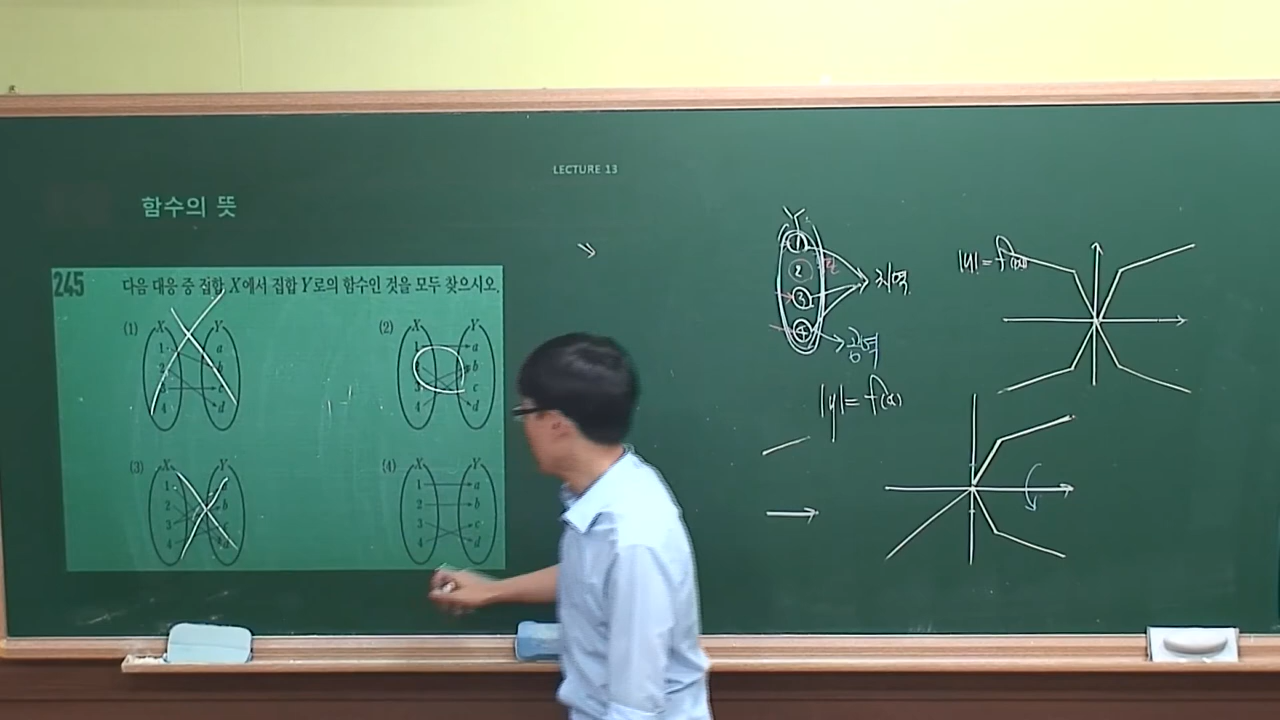 LECTURE 13
함수의 뜻
245 다음 대응 중 집합 X에서 집합 Y로의 함수인 것을 모두 찾으시오.
(1) X Y
1 a
2 b
3 c
4 d
(2) X Y
1 a
b
3 c
4 d
(3) X Y
1
2 b
3 c
4 d
(4) X Y
1 a
2 b
3 c
4 d
Y
1
2
3
4
치역
공역
|y|=f(x)
|y|=f(x)